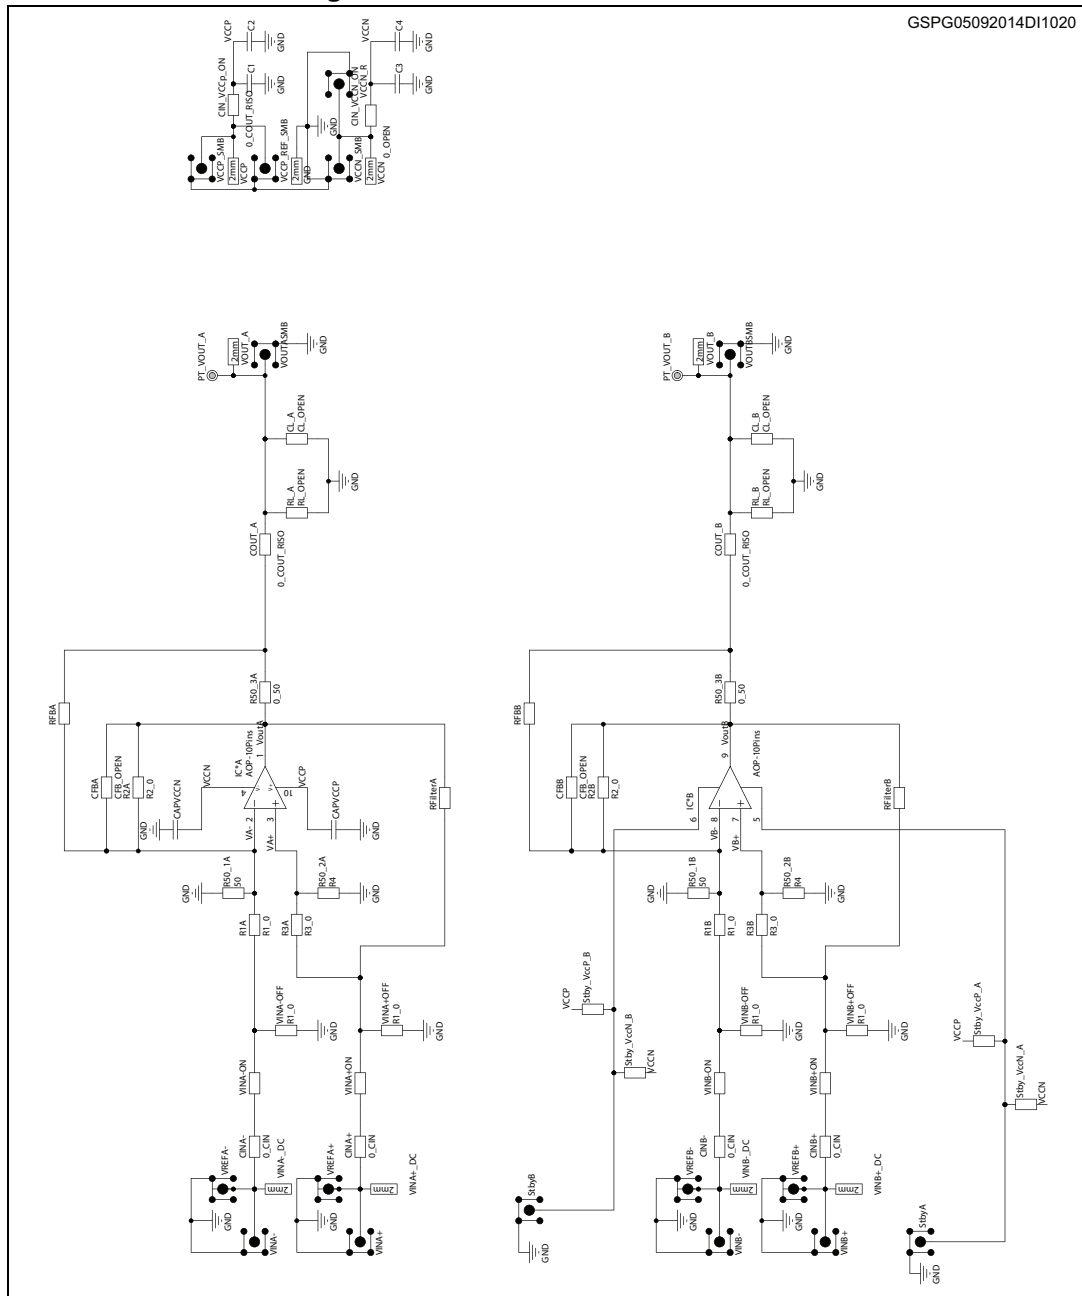 GSPG05092014DI1020
VCCP
C2
GND
CIN_VCCp_ON
C1
GND
0_COUT_RISO
VCCP_SMB
2mm
VCCP
VCCP_REF_SMB
2mm
GND
GND
VCCN
C4
GND
VCCN_R
C3
GND
CIN_VCCN_ON
0_OPEN
VCCN_SMB
2mm
VCCN
PT_VOUT_A
2mm
VOUT_A
VOUTASMB
GND
CL_A
CL_OPEN
RL_A
RL_OPEN
GND
COUT_A
0_COUT_RISO
RFBA
R50_3A
0_50
CFBA
CFB_OPEN
R2A
R2_0
IC*A
AOP-10Pins
VoutA
1
VCCN
4
V-
V+
10
VCCP
GND
CAPVCCN
CAPVCCP
GND
VA-
2
3
VA+
RFilterA
GND
R50_1A
50
R50_2A
R4
GND
R1A
R1_0
R3A
R3_0
VINA-OFF
R1_0
GND
VINA+OFF
R1_0
GND
VINA-ON
VINA+ON
CINA-
0_CIN
CINA+
0_CIN
VREFA-
VINA-_DC
2mm
GND
VINA-
VREFA+
VINA+_DC
2mm
GND
VINA+
PT_VOUT_B
2mm
VOUT_B
VOUTBSMB
GND
CL_B
CL_OPEN
RL_B
RL_OPEN
GND
COUT_B
0_COUT_RISO
RFBB
R50_3B
0_50
CFBB
CFB_OPEN
R2B
R2_0
VoutB
9
AOP-10Pins
IC*B
6
VB-
8
7
VB+
5
RFilterB
GND
R50_1B
50
R50_2B
R4
GND
R1B
R1_0
R3B
R3_0
VCCP
Stby_VccP_B
Stby_VccN_B
VCCN
VINB-OFF
R1_0
GND
VINB+OFF
R1_0
GND
VCCP
Stby_VccP_A
Stby_VccN_A
VCCN
VINB-ON
VINB+ON
CINB-
0_CIN
CINB+
0_CIN
StbyB
GND
VREFB-
VINB-_DC
2mm
GND
VINB-
VREFB+
VINB+_DC
2mm
GND
VINB+
StbyA
GND